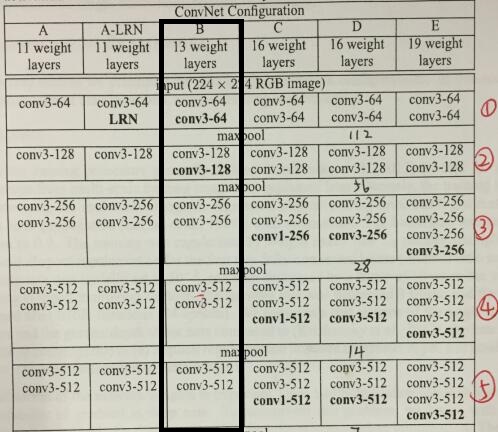 ConvNet Configuration
A A-LRN B C D E
11 weight 11 weight 13 weight 16 weight 16 weight 19 weight
layers layers layers layers layers layers
input (224 × 224 RGB image)
conv3-64 conv3-64 conv3-64 conv3-64 conv3-64 conv3-64 ①
LRN conv3-64 conv3-64 conv3-64 conv3-64
maxpool 112
conv3-128 conv3-128 conv3-128 conv3-128 conv3-128 conv3-128 ②
conv3-128 conv3-128 conv3-128 conv3-128
maxpool 56
conv3-256 conv3-256 conv3-256 conv3-256 conv3-256 conv3-256
conv3-256 conv3-256 conv3-256 conv3-256 conv3-256 conv3-256 ③
conv1-256 conv3-256 conv3-256
conv3-256
maxpool 28
conv3-512 conv3-512 conv3-512 conv3-512 conv3-512 conv3-512
conv3-512 conv3-512 conv3-512 conv3-512 conv3-512 conv3-512 ④
conv1-512 conv3-512 conv3-512
conv3-512
maxpool 14
conv3-512 conv3-512 conv3-512 conv3-512 conv3-512 conv3-512
conv3-512 conv3-512 conv3-512 conv3-512 conv3-512 conv3-512 ⑤
conv1-512 conv3-512 conv3-512
conv3-512